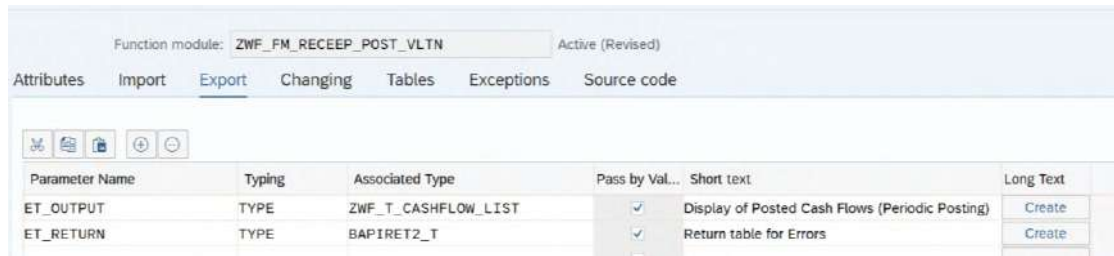 Function module: ZWF_FM_RECEEP_POST_VLTN Active (Revised)
Attributes Import Export Changing Tables Exceptions Source code
Parameter Name Typing Associated Type Pass by Val... Short text Long Text
ET_OUTPUT TYPE ZWF_T_CASHFLOW_LIST Display of Posted Cash Flows (Periodic Posting) Create
ET_RETURN TYPE BAPIRET2_T Return table for Errors Create